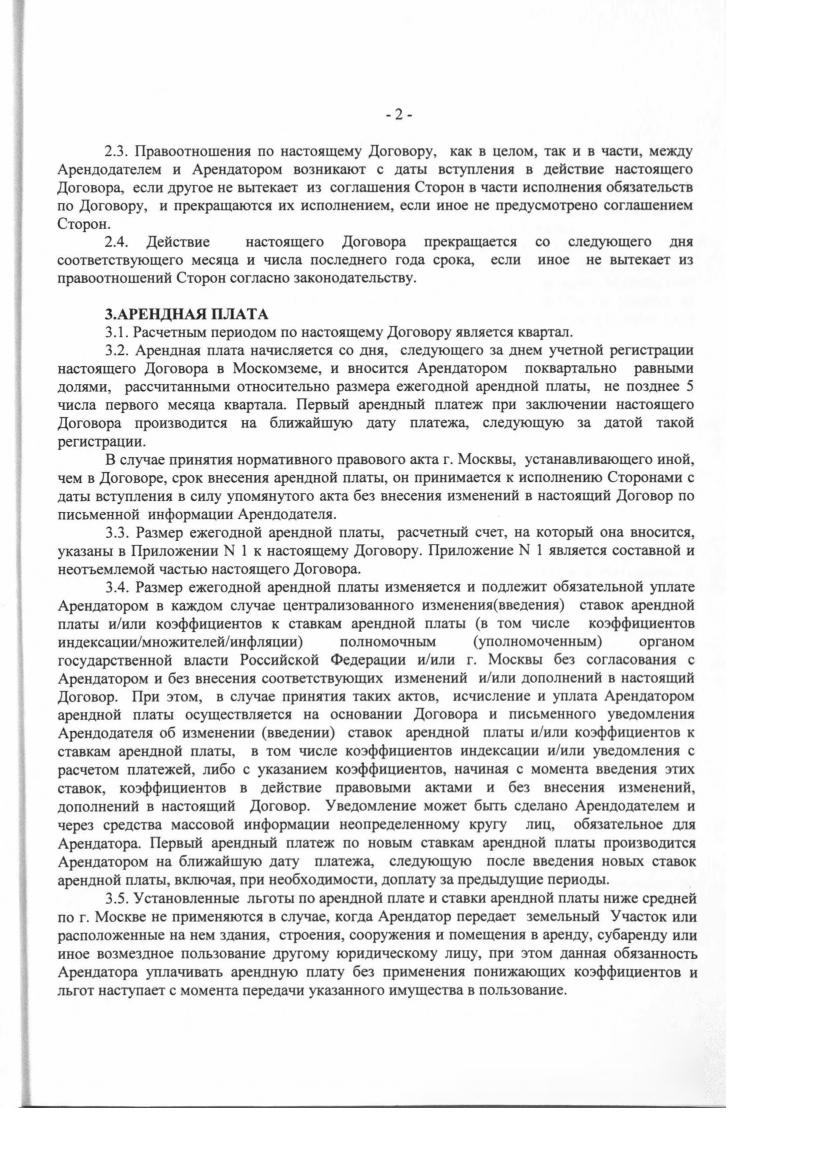 - 2 -
2.3. Правоотношения по настоящему Договору, как в целом, так и в части, между
Арендодателем и Арендатором возникают с даты вступления в действие настоящего
Договора, если другое не вытекает из соглашения Сторон в части исполнения обязательств
по Договору, и прекращаются их исполнением, если иное не предусмотрено соглашением
Сторон.
2.4. Действие настоящего Договора прекращается со следующего дня
соответствующего месяца и числа последнего года срока, если иное не вытекает из
правоотношений Сторон согласно законодательству.
3.АРЕНДНАЯ ПЛАТА
3.1. Расчетным периодом по настоящему Договору является квартал.
3.2. Арендная плата начисляется со дня, следующего за днем учетной регистрации
настоящего Договора в Москомземе, и вносится Арендатором поквартально равными
долями, рассчитанными относительно размера ежегодной арендной платы, не позднее 5
числа первого месяца квартала. Первый арендный платеж при заключении настоящего
Договора производится на ближайшую дату платежа, следующую за датой такой
регистрации.
В случае принятия нормативного правового акта г. Москвы, устанавливающего иной,
чем в Договоре, срок внесения арендной платы, он принимается к исполнению Сторонами с
даты вступления в силу упомянутого акта без внесения изменений в настоящий Договор по
письменной информации Арендодателя.
3.3. Размер ежегодной арендной платы, расчетный счет, на который она вносится,
указаны в Приложении N 1 к настоящему Договору. Приложение N 1 является составной и
неотъемлемой частью настоящего Договора.
3.4. Размер ежегодной арендной платы изменяется и подлежит обязательной уплате
Арендатором в каждом случае централизованного изменения(введения) ставок арендной
платы и/или коэффициентов к ставкам арендной платы (в том числе коэффициентов
индексации/множителей/инфляции) полномочным (уполномоченным) органом
государственной власти Российской Федерации и/или г. Москвы без согласования с
Арендатором и без внесения соответствующих изменений и/или дополнений в настоящий
Договор. При этом, в случае принятия таких актов, исчисление и уплата Арендатором
арендной платы осуществляется на основании Договора и письменного уведомления
Арендодателя об изменении (введении) ставок арендной платы и/или коэффициентов к
ставкам арендной платы, в том числе коэффициентов индексации и/или уведомления с
расчетом платежей, либо с указанием коэффициентов, начиная с момента введения этих
ставок, коэффициентов в действие правовыми актами и без внесения изменений,
дополнений в настоящий Договор. Уведомление может быть сделано Арендодателем и
через средства массовой информации неопределенному кругу лиц, обязательное для
Арендатора. Первый арендный платеж по новым ставкам арендной платы производится
Арендатором на ближайшую дату платежа, следующую после введения новых ставок
арендной платы, включая, при необходимости, доплату за предыдущие периоды.
3.5. Установленные льготы по арендной плате и ставки арендной платы ниже средней
по г. Москве не применяются в случае, когда Арендатор передает земельный Участок или
расположенные на нем здания, строения, сооружения и помещения в аренду, субаренду или
иное возмездное пользование другому юридическому лицу, при этом данная обязанность
Арендатора уплачивать арендную плату без применения понижающих коэффициентов и
льгот наступает с момента передачи указанного имущества в пользование.